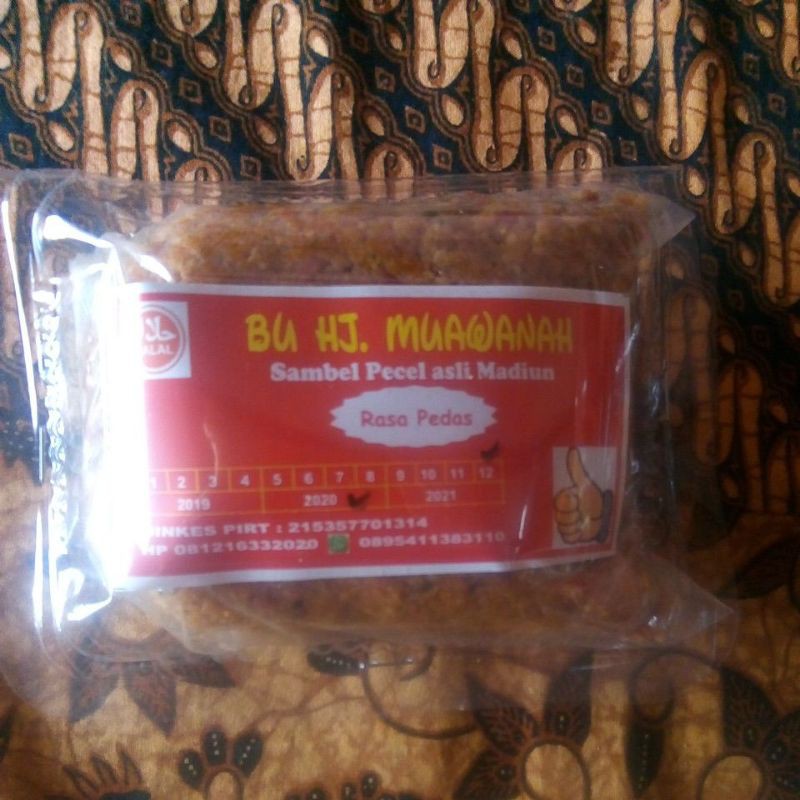 حلال
BU HJ. MUAWANAH
Sambel Pecel asli Madiun
Rasa Pedas
1 2 3 4 5 6 7 8 9 10 11 12
2019 2020 2021
DINKES PIRT : 215357701314
HP 081216332020 0895411383110